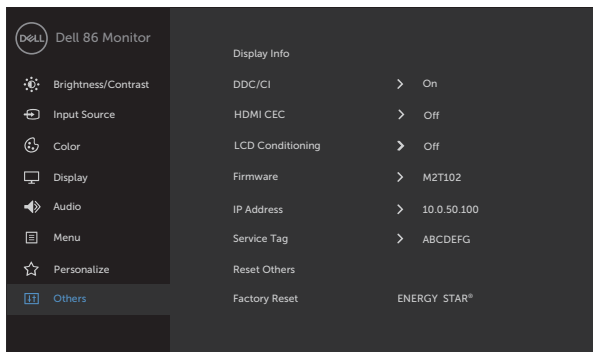 DELL Dell 86 Monitor
Display Info
Brightness/Contrast DDC/CI On
Input Source HDMI CEC Off
Color LCD Conditioning Off
Display Firmware M2T102
Audio IP Address 10.0.50.100
Menu Service Tag ABCDEFG
Personalize Reset Others
Others Factory Reset ENERGY STAR®